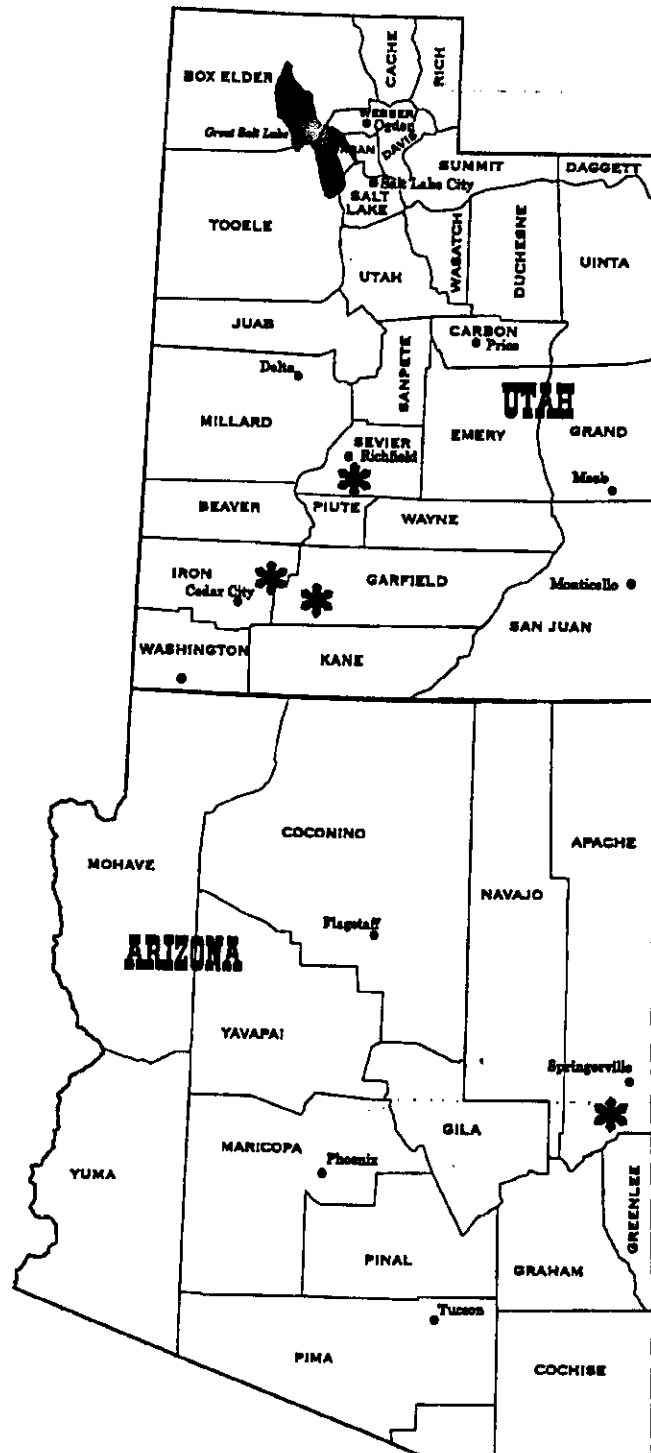 CACHE
RICH
BOX ELDER
WEBER
Ogden
Great Salt Lake
DAVIS
SUMMIT
DAGGETT
Salt Lake City
SALT
LAKE
TOOELE
WASATCH
DUCHESNE
UINTA
UTAH
JUAB
CARBON
Price
SANPETE
Delta
UTAH
MILLARD
EMERY
GRAND
SEVIER
Richfield
Moab
BEAVER
PIUTE
WAYNE
IRON
Cedar City
GARFIELD
Monticello
SAN JUAN
WASHINGTON
KANE
COCONINO
APACHE
MOHAVE
NAVAJO
Flagstaff
ARIZONA
YAVAPAI
Springerville
GILA
MARICOPA
Phoenix
YUMA
GREENLEE
PINAL
GRAHAM
Tucson
PIMA
COCHISE